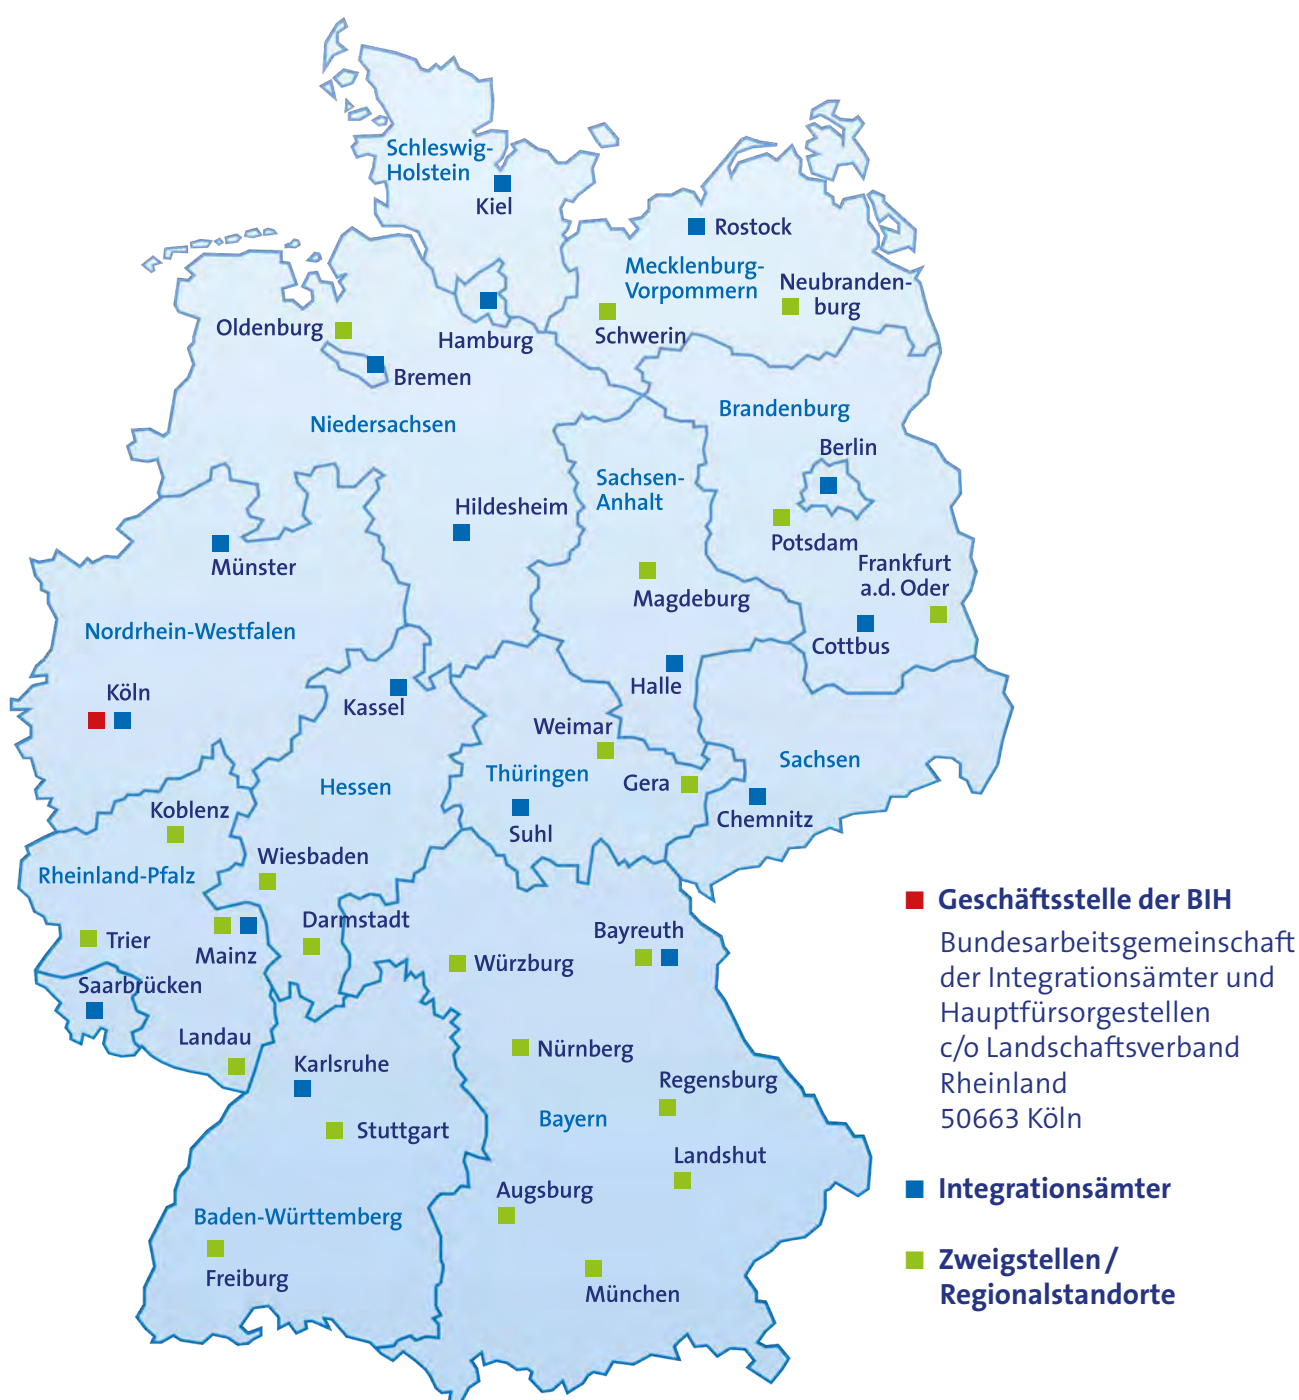 Schleswig-
Holstein
Kiel
Rostock
Mecklenburg-
Vorpommern
Neubranden-
burg
Schwerin
Hamburg
Oldenburg
Bremen
Niedersachsen
Brandenburg
Berlin
Sachsen-
Anhalt
Hildesheim
Potsdam
Münster
Frankfurt
a.d. Oder
Magdeburg
Nordrhein-Westfalen
Cottbus
Halle
Köln
Kassel
Weimar
Sachsen
Thüringen
Gera
Hessen
Koblenz
Suhl
Chemnitz
Wiesbaden
Rheinland-Pfalz
Darmstadt
Bayreuth
Trier
Mainz
Würzburg
Saarbrücken
Landau
Nürnberg
Karlsruhe
Regensburg
Bayern
Stuttgart
Landshut
Augsburg
Baden-Württemberg
Freiburg
München
Geschäftsstelle der BIH
Bundesarbeitsgemeinschaft
der Integrationsämter und
Hauptfürsorgestellen
c/o Landschaftsverband
Rheinland
50663 Köln
Integrationsämter
Zweigstellen /
Regionalstandorte